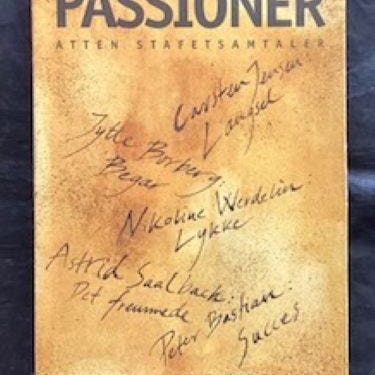 PASSIONER
ATTEN STAFETSAMTALER
Carsten Jensen:
Længsel
Jytte Borberg:
Begær
Nikoline Werdelin:
Lykke
Astrid Saalbach:
Det fremmede
Peter Bastian:
Succes